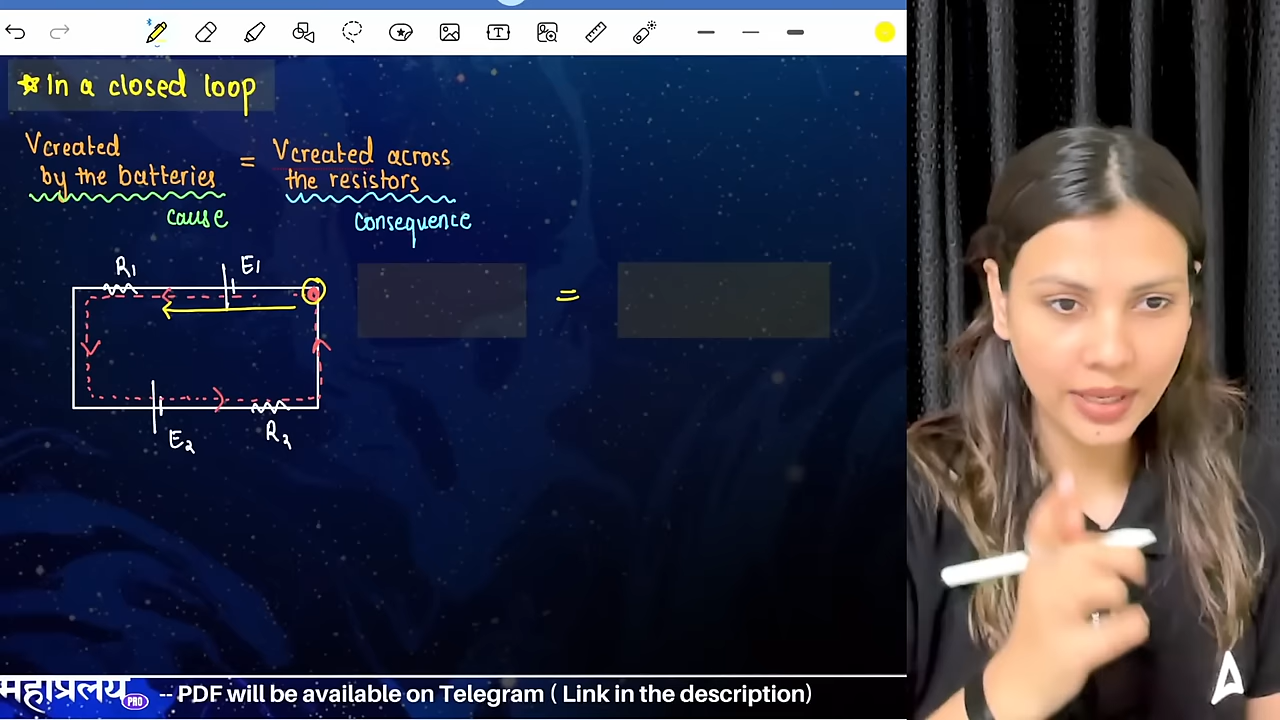 ☆ In a closed loop
Vcreated by the batteries = Vcreated across the resistors
cause consequence
R1 E1
=
E2 R2
महाप्रलय PRO -- PDF will be available on Telegram ( Link in the description)